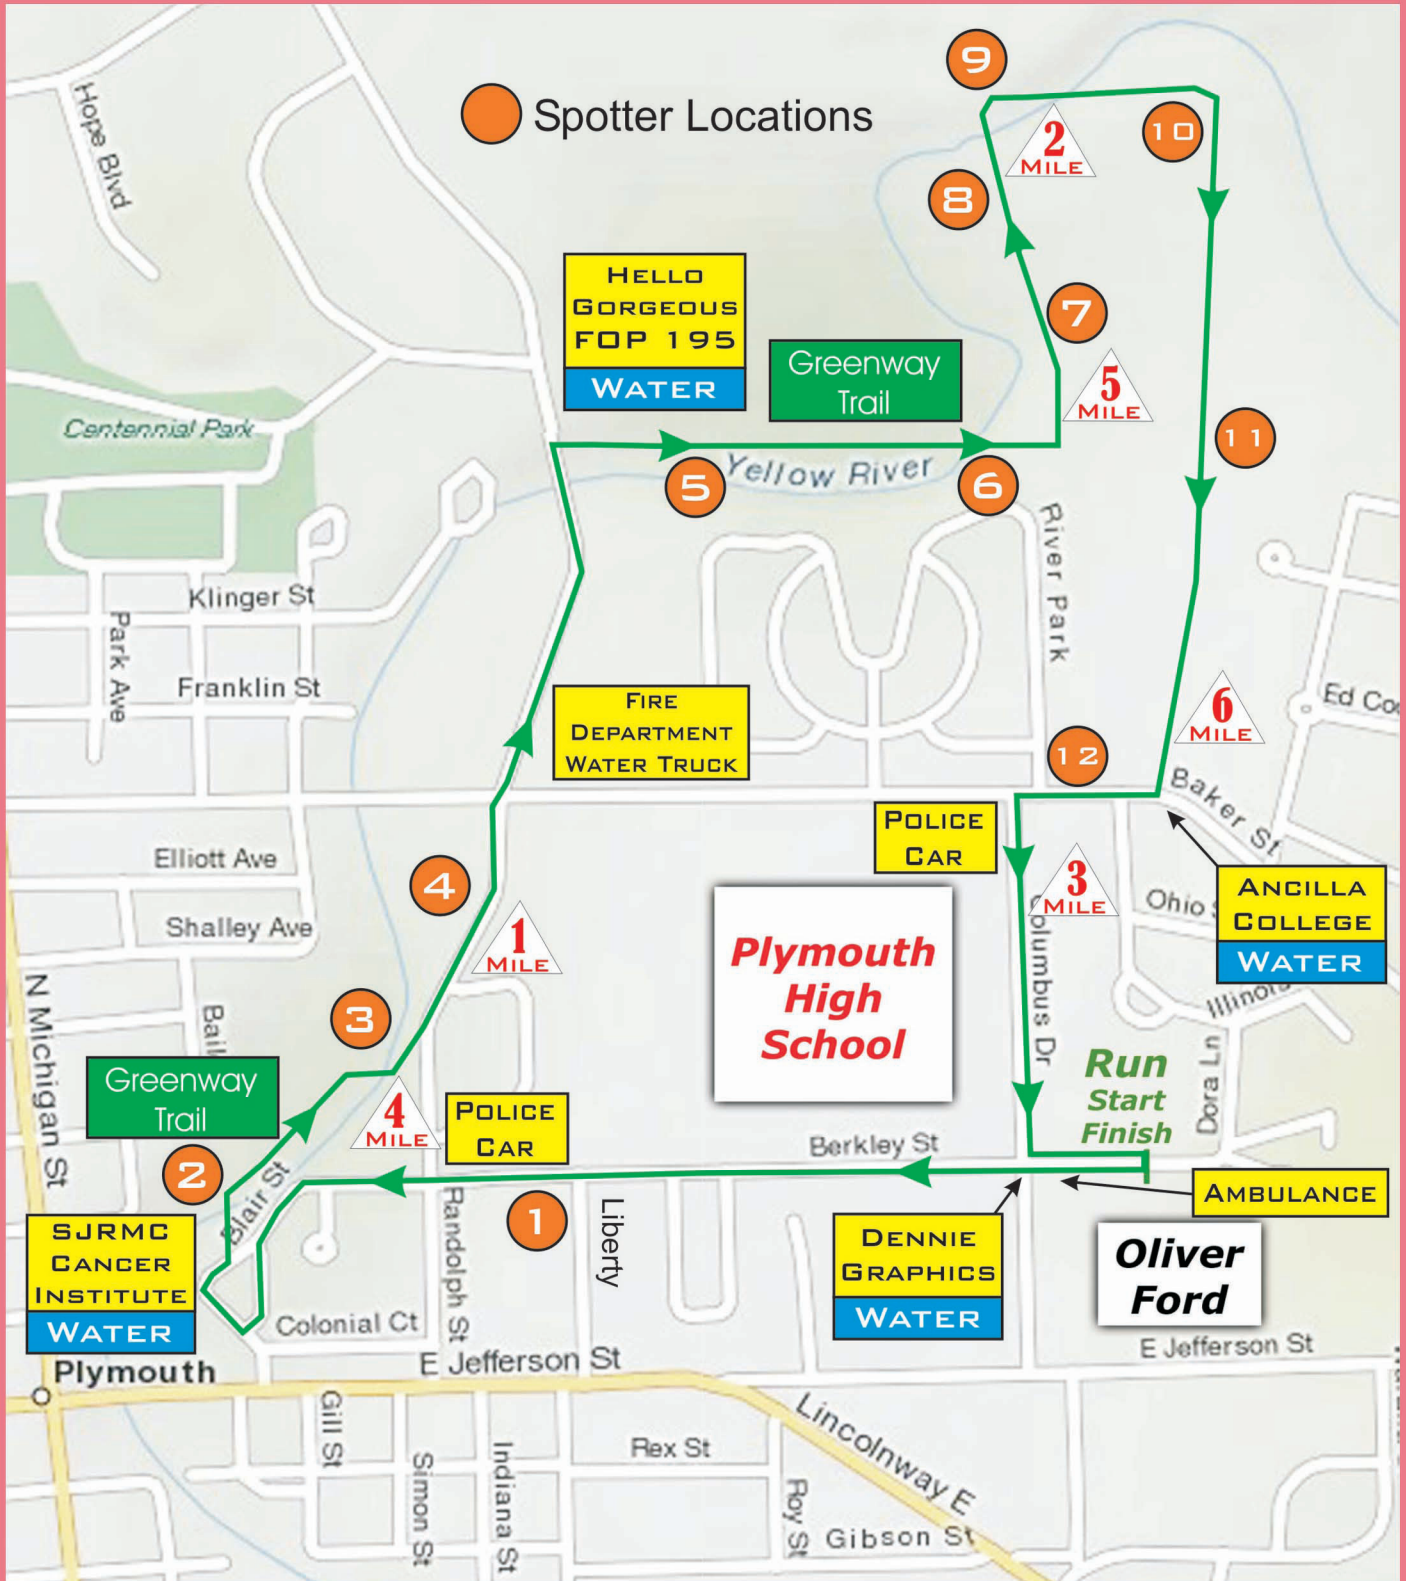 Hope Blvd
Spotter Locations
9
10
2
MILE
8
7
HELLO
GORGEOUS
FOP 195
WATER
Greenway
Trail
5
MILE
Centennial Park
11
5
Yellow River
6
River Park
Klinger St
Park Ave
Franklin St
6
MILE
Ed Coo
FIRE
DEPARTMENT
WATER TRUCK
12
Baker St
POLICE
CAR
Elliott Ave
4
3
MILE
ANCILLA
COLLEGE
WATER
Ohio S
Shalley Ave
1
MILE
Plymouth
High
School
Columbus Dr
Illinois
N Michigan St
Bail
3
Greenway
Trail
4
MILE
POLICE
CAR
Run
Start
Finish
Dora Ln
Berkley St
2
Blair St
AMBULANCE
SJRMC
CANCER
INSTITUTE
WATER
Randolph St
1
Liberty
DENNIE
GRAPHICS
WATER
Oliver
Ford
Colonial Ct
E Jefferson St
E Jefferson St
Plymouth
Gill St
Simon St
Indiana St
Rex St
Lincolnway E
Roy St
Gibson St